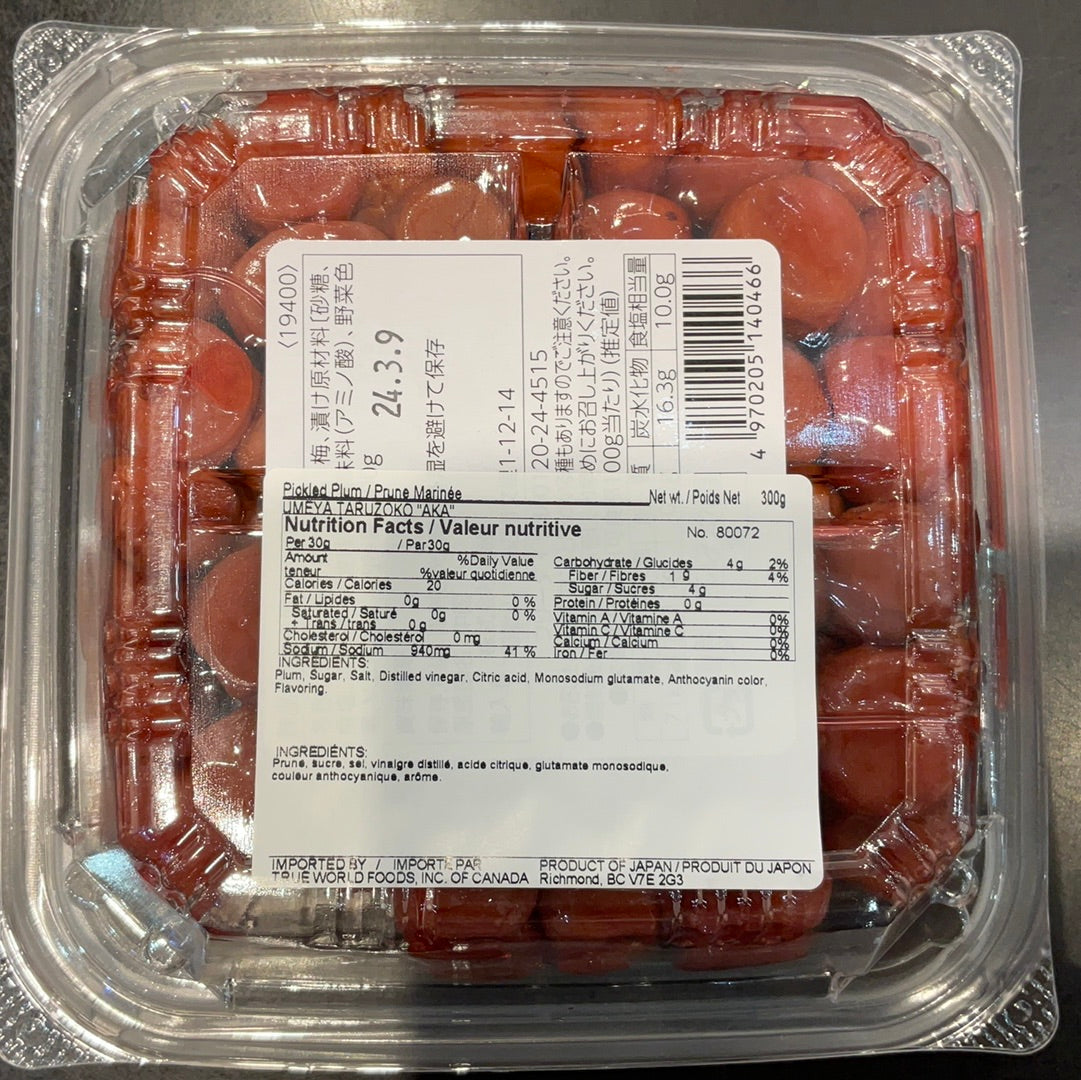 〈19400〉
梅、漬け原材料〔砂糖、
料(アミノ酸)、野菜色
24.3.9
g
を避けて保存
1-12-14
20-24-4515
種もありますのでご注意ください。
めにお召し上がりください。
00g当たり)(推定値)
炭水化物 食塩相当量
16.3g 10.0g
4 970205 140466
Pickled Plum / Prune Marinée Net wt. / Poids Net 300g
UMEYA TARUZOKO "AKA"
Nutrition Facts / Valeur nutritive No. 80072
Per 30g / Par 30g
Amount %Daily Value
teneur %valeur quotidienne
Calories / Calories 20
Fat / Lipides 0g 0 %
Saturated / Saturé 0g 0 %
+ Trans / trans 0 g
Cholesterol / Cholestérol 0 mg
Sodium / Sodium 940mg 41 %
Carbohydrate / Glucides 4 g 2%
Fiber / Fibres 1 g 4%
Sugar / Sucres 4 g
Protein / Protéines 0 g
Vitamin A / Vitamine A 0%
Vitamin C / Vitamine C 0%
Calcium / Calcium 0%
Iron / Fer 0%
INGREDIENTS:
Plum, Sugar, Salt, Distilled vinegar, Citric acid, Monosodium glutamate, Anthocyanin color,
Flavoring.
INGRÉDIENTS:
Prune, sucre, sel, vinaigre distillé, acide citrique, glutamate monosodique,
couleur anthocyanique, arôme.
IMPORTED BY / IMPORTÉ PAR PRODUCT OF JAPAN / PRODUIT DU JAPON
TRUE WORLD FOODS, INC. OF CANADA Richmond, BC V7E 2G3